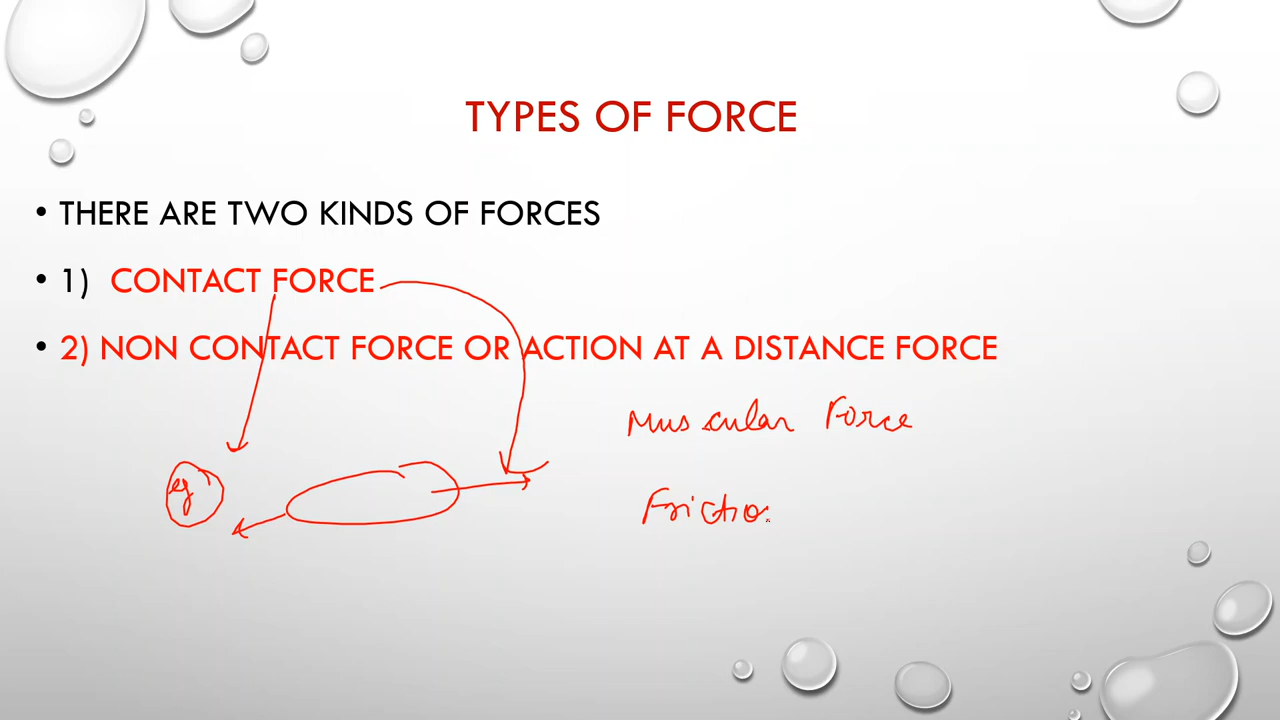 TYPES OF FORCE
• THERE ARE TWO KINDS OF FORCES
• 1) CONTACT FORCE
• 2) NON CONTACT FORCE OR ACTION AT A DISTANCE FORCE
Muscular Force
eg
Frictio